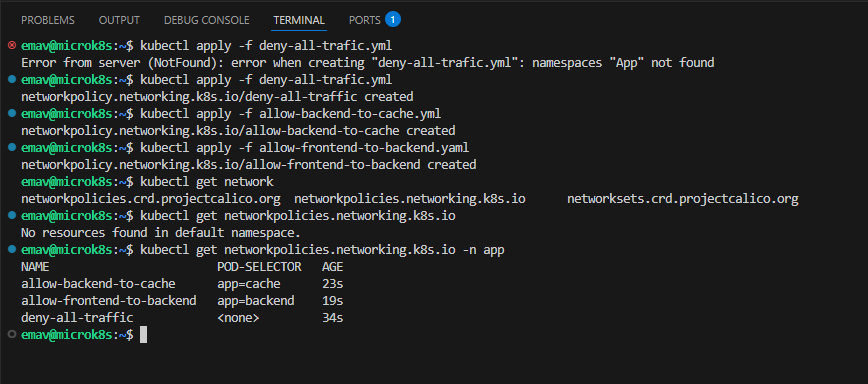 PROBLEMS OUTPUT DEBUG CONSOLE TERMINAL PORTS 1
emav@microk8s:~$ kubectl apply -f deny-all-trafic.yml
Error from server (NotFound): error when creating "deny-all-trafic.yml": namespaces "App" not found
emav@microk8s:~$ kubectl apply -f deny-all-trafic.yml
networkpolicy.networking.k8s.io/deny-all-traffic created
emav@microk8s:~$ kubectl apply -f allow-backend-to-cache.yml
networkpolicy.networking.k8s.io/allow-backend-to-cache created
emav@microk8s:~$ kubectl apply -f allow-frontend-to-backend.yaml
networkpolicy.networking.k8s.io/allow-frontend-to-backend created
emav@microk8s:~$ kubectl get network
networkpolicies.crd.projectcalico.org  networkpolicies.networking.k8s.io      networksets.crd.projectcalico.org
emav@microk8s:~$ kubectl get networkpolicies.networking.k8s.io
No resources found in default namespace.
emav@microk8s:~$ kubectl get networkpolicies.networking.k8s.io -n app
NAME                        POD-SELECTOR   AGE
allow-backend-to-cache      app=cache      23s
allow-frontend-to-backend   app=backend    19s
deny-all-traffic            <none>         34s
emav@microk8s:~$